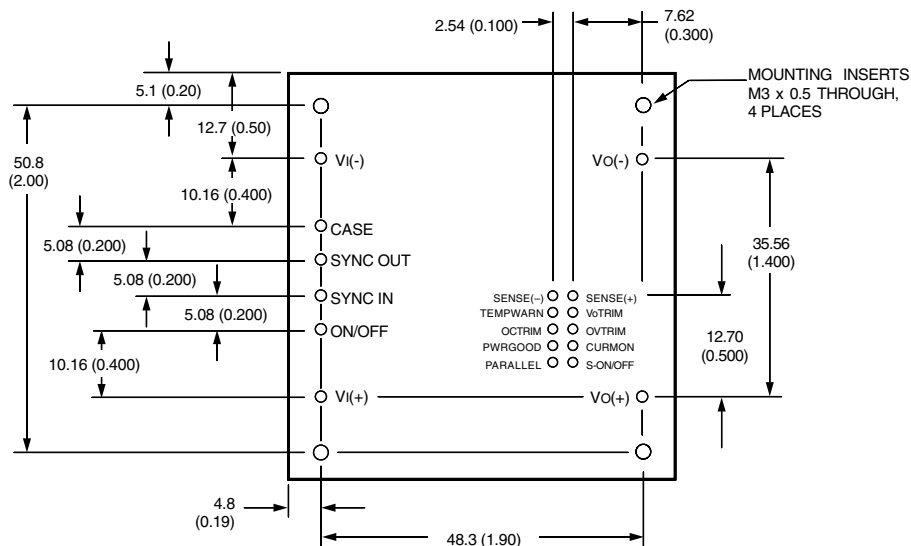 2.54 (0.100)
7.62
(0.300)
5.1 (0.20)
MOUNTING INSERTS
M3 x 0.5 THROUGH,
4 PLACES
12.7 (0.50)
50.8
(2.00)
VI(-)
VO(-)
10.16 (0.400)
CASE
5.08 (0.200)
SYNC OUT
35.56
(1.400)
5.08 (0.200)
SYNC IN
SENSE(–)
SENSE(+)
5.08 (0.200)
TEMPWARN
VoTRIM
ON/OFF
OCTRIM
OVTRIM
12.70
(0.500)
PWRGOOD
CURMON
10.16 (0.400)
PARALLEL
S-ON/OFF
VI(+)
VO(+)
4.8
(0.19)
48.3 (1.90)